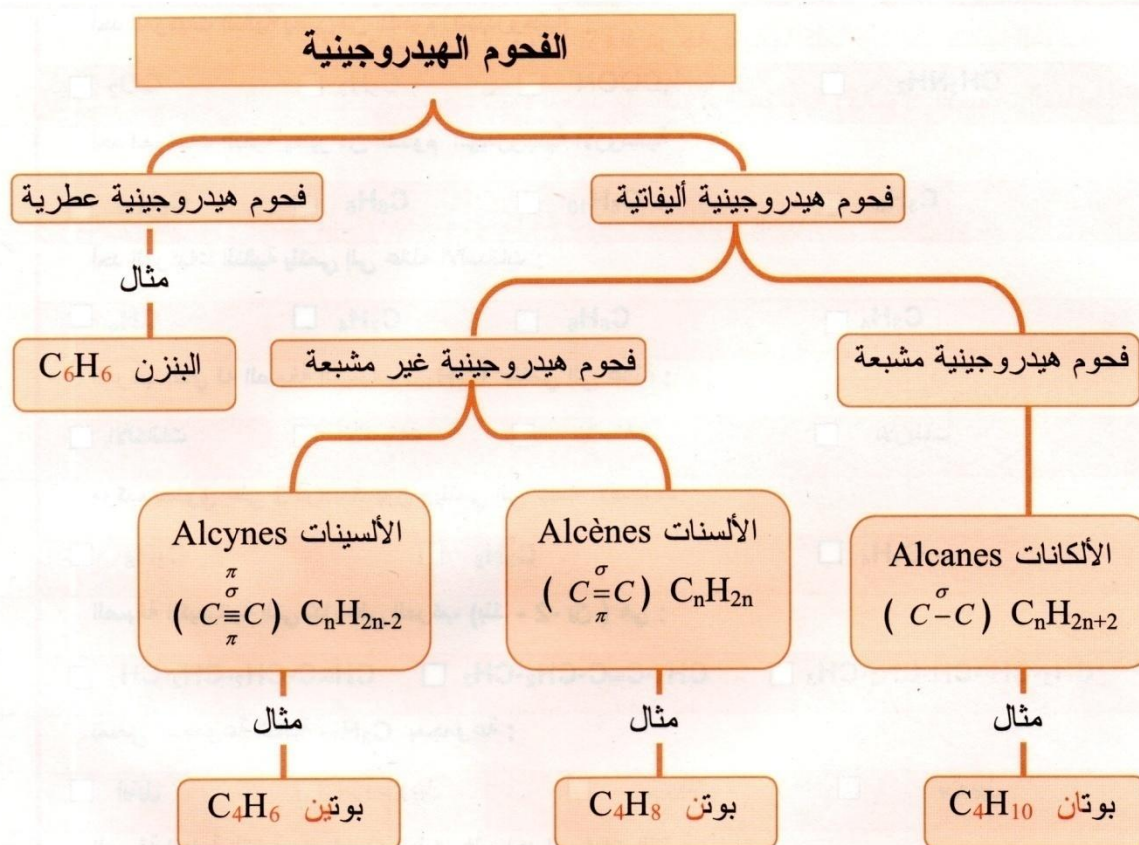 الفحوم الهيدروجينية
فحوم هيدروجينية أليفاتية
فحوم هيدروجينية عطرية
مثال
البنزن C₆H₆
فحوم هيدروجينية مشبعة
فحوم هيدروجينية غير مشبعة
الألكانات Alcanes
σ
( C – C ) CₙH₂ₙ₊₂
الألسنات Alcènes
σ
( C = C ) CₙH₂ₙ
π
الألسينات Alcynes
π
σ
( C ≡ C ) CₙH₂ₙ₋₂
π
مثال
مثال
مثال
بوتان C₄H₁₀
بوتن C₄H₈
بوتين C₄H₆